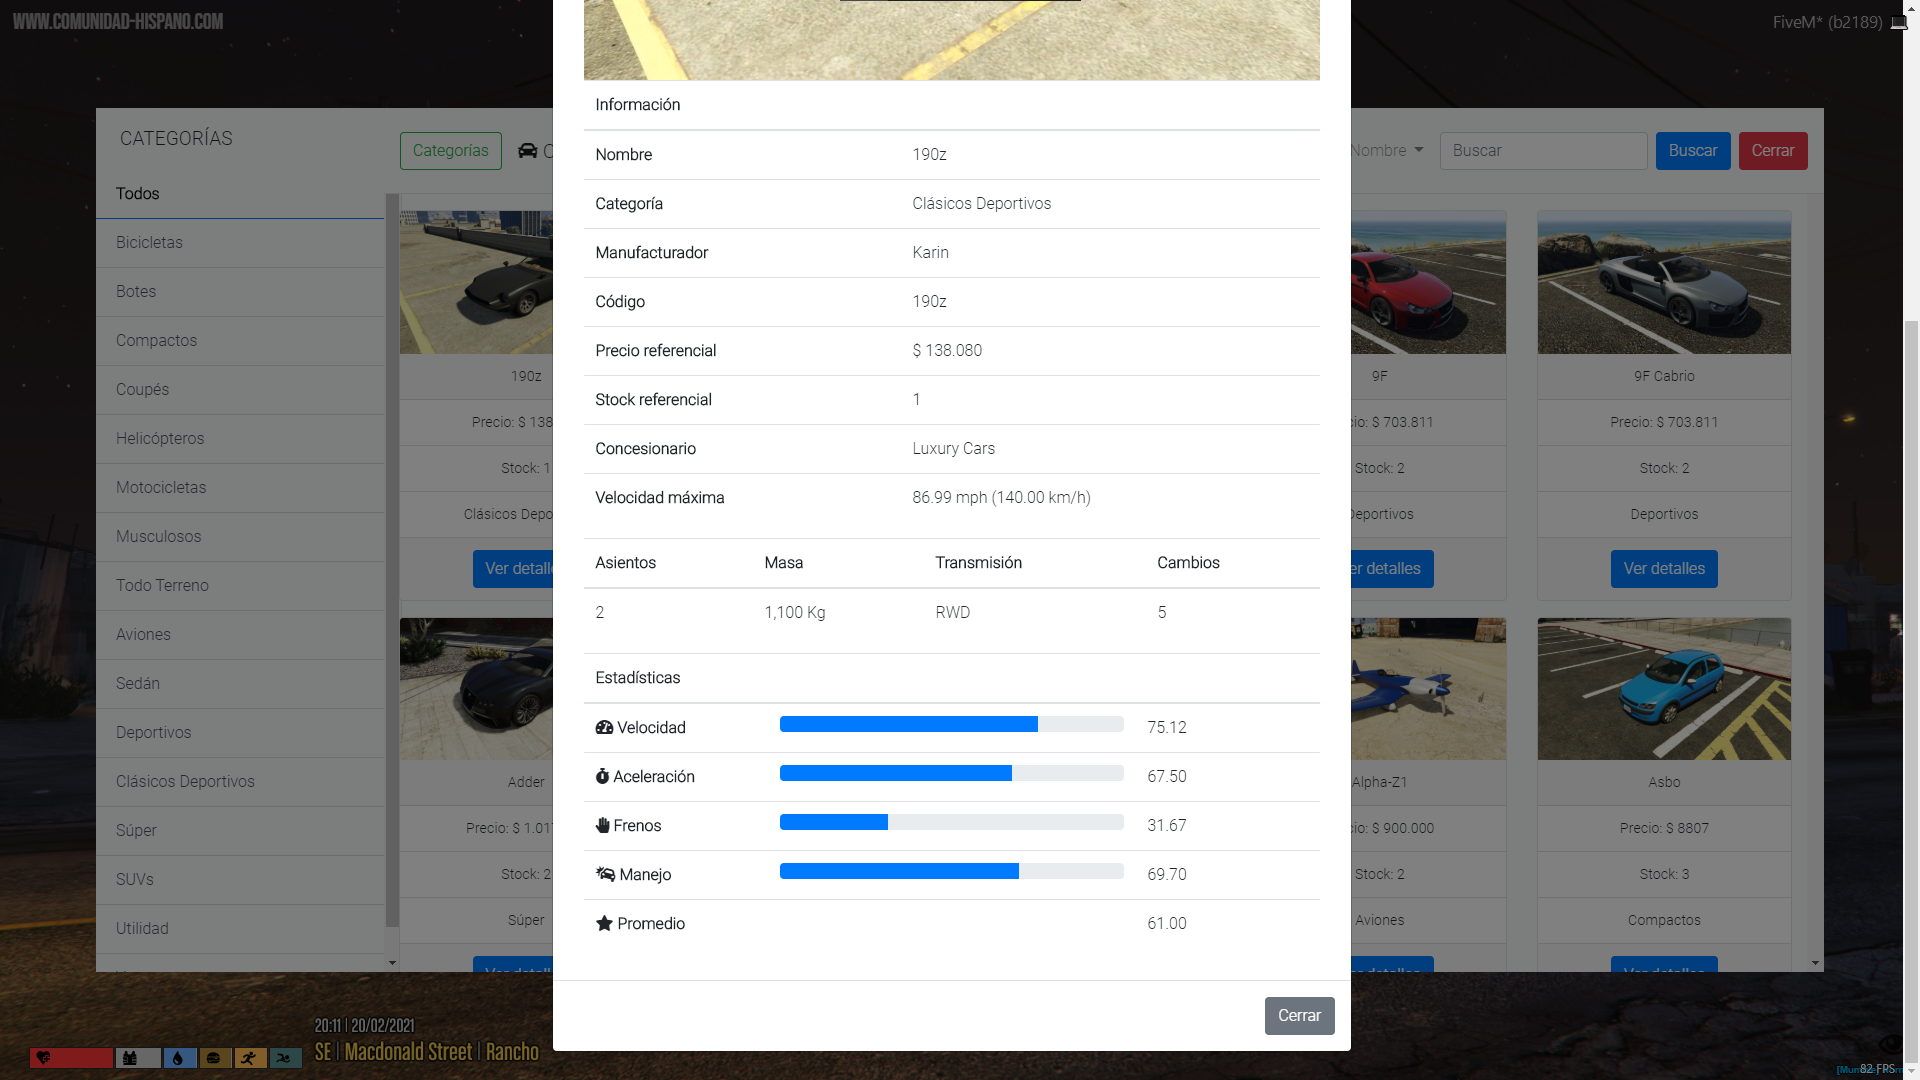 WWW.COMUNIDAD-HISPANO.COM
FiveM* (b2189)
CATEGORÍAS
Categorías
Nombre
Buscar
Buscar
Cerrar
Todos
Bicicletas
Botes
Compactos
Coupés
Helicópteros
Motocicletas
Musculosos
Todo Terreno
Aviones
Sedán
Deportivos
Clásicos Deportivos
Súper
SUVs
Utilidad
190z
Precio: $ 138
Stock: 1
Clásicos Depo
Ver detall
Adder
Precio: $ 1.01
Stock: 2
Súper
Información
Nombre 190z
Categoría Clásicos Deportivos
Manufacturador Karin
Código 190z
Precio referencial $ 138.080
Stock referencial 1
Concesionario Luxury Cars
Velocidad máxima 86.99 mph (140.00 km/h)
Asientos Masa Transmisión Cambios
2 1,100 Kg RWD 5
Estadísticas
Velocidad 75.12
Aceleración 67.50
Frenos 31.67
Manejo 69.70
Promedio 61.00
Cerrar
9F
cio: $ 703.811
Stock: 2
Deportivos
er detalles
Alpha-Z1
cio: $ 900.000
Stock: 2
Aviones
9F Cabrio
Precio: $ 703.811
Stock: 2
Deportivos
Ver detalles
Asbo
Precio: $ 8807
Stock: 3
Compactos
20:11 | 20/02/2021
SE | Macdonald Street | Rancho
82 FPS